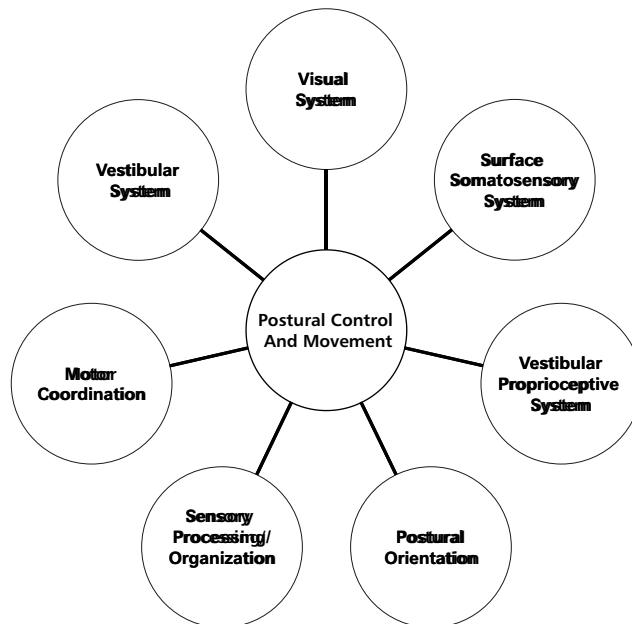 Visual
System
Surface
Somatosensory
System
Vestibular
Proprioceptive
System
Postural
Orientation
Sensory
Processing/
Organization
Motor
Coordination
Vestibular
System
Postural Control
And Movement